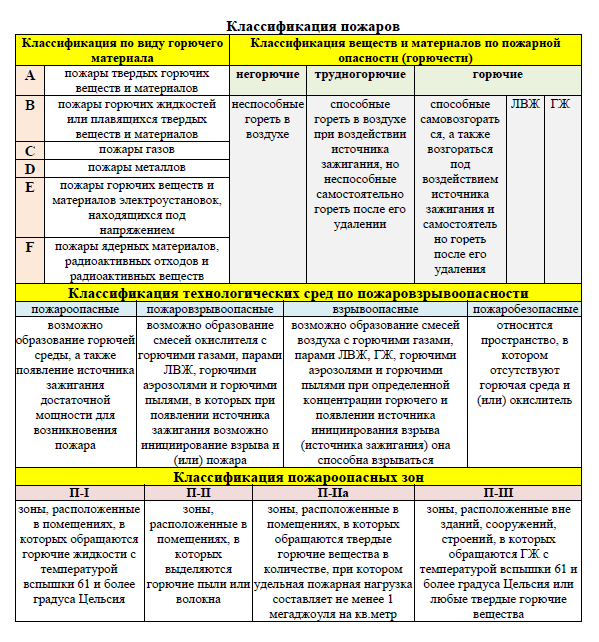 Классификация пожаров
Классификация по виду горючего
материала
Классификация веществ и материалов по пожарной
опасности (горючести)
A
пожары твердых горючих
веществ и материалов
B
пожары горючих жидкостей
или плавящихся твердых
веществ и материалов
C
пожары газов
D
пожары металлов
E
пожары горючих веществ и
материалов электроустановок,
находящихся под
напряжением
F
пожары ядерных материалов,
радиоактивных отходов и
радиоактивных веществ
негорючие
трудногорючие
горючие
неспособные
гореть в
воздухе
способные
гореть в воздухе
при воздействии
источника
зажигания, но
неспособные
самостоятельно
гореть после его
удалении
способные
самовозгорать
ся, а также
возгораться
под
воздействием
источника
зажигания и
самостоятель
но гореть
после его
удаления
ЛВЖ
ГЖ
Классификация технологических сред по пожаровзрывоопасности
пожароопасные
пожаровзрывоопасные
взрывоопасные
пожаробезопасные
возможно
образование горючей
среды, а также
появление источника
зажигания
достаточной
мощности для
возникновения
пожара
возможно образование
смесей окислителя с
горючими газами, парами
ЛВЖ, горючими
аэрозолями и горючими
пылями, в которых при
появлении источника
зажигания возможно
инициирование взрыва и
(или) пожара
возможно образование смесей
воздуха с горючими газами,
парами ЛВЖ, ГЖ, горючими
аэрозолями и горючими
пылями при определенной
концентрации горючего и
появлении источника
инициирования взрыва
(источника зажигания) она
способна взрываться
относится
пространство, в
котором
отсутствуют
горючая среда и
(или) окислитель
Классификация пожароопасных зон
П-I
П-II
П-IIа
П-III
зоны, расположенные
в помещениях, в
которых обращаются
горючие жидкости с
температурой
вспышки 61 и более
градуса Цельсия
зоны,
расположенные в
помещениях, в
которых
выделяются
горючие пыли или
волокна
зоны, расположенные в
помещениях, в которых
обращаются твердые
горючие вещества в
количестве, при котором
удельная пожарная нагрузка
составляет не менее 1
мегаджоуля на кв.метр
зоны, расположенные вне
зданий, сооружений,
строений, в которых
обращаются ГЖ с
температурой вспышки 61 и
более градуса Цельсия или
любые твердые горючие
вещества